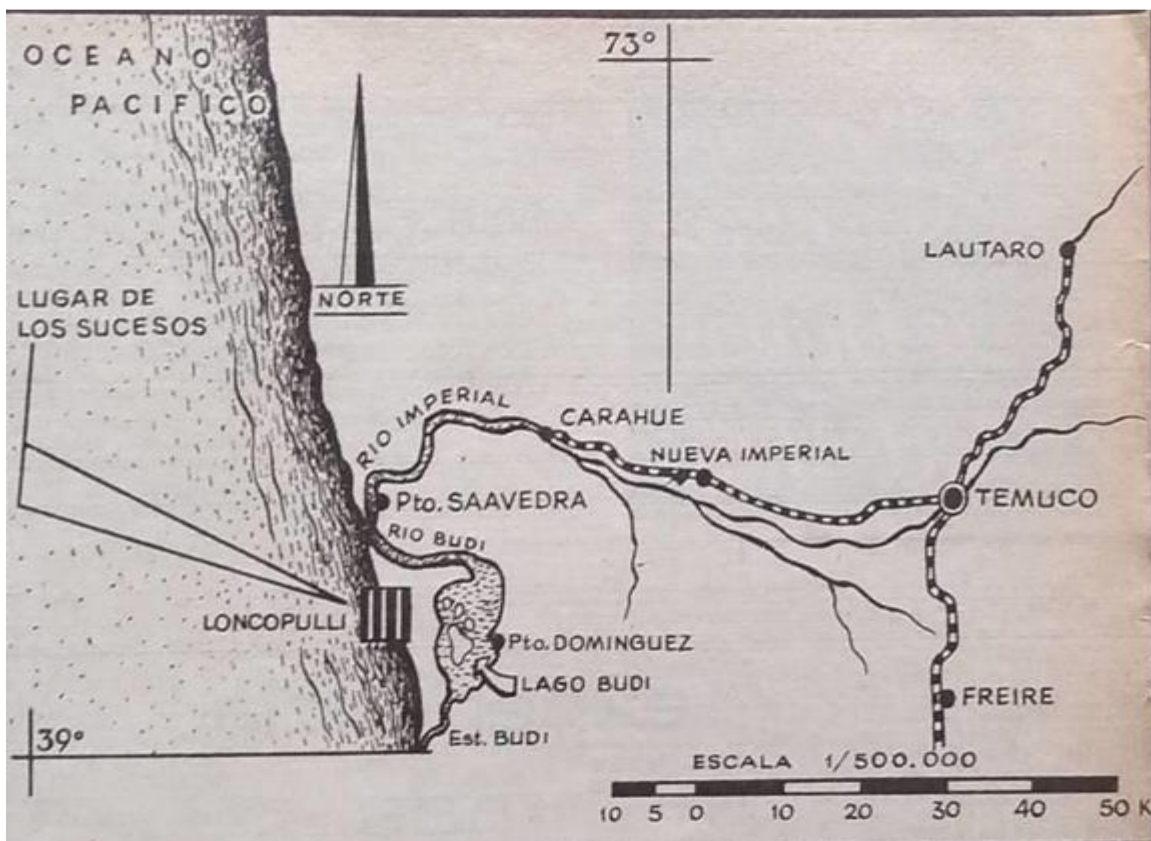 OCEANO
PACIFICO
73°
NORTE
LAUTARO
LUGAR DE
LOS SUCESOS
RIO IMPERIAL
CARAHUE
NUEVA IMPERIAL
Pto. SAAVEDRA
TEMUCO
RIO BUDI
LONCOPULLI
Pto. DOMINGUEZ
LAGO BUDI
FREIRE
39°
Est. BUDI
ESCALA 1/500.000
10 5 0 10 20 30 40 50 K